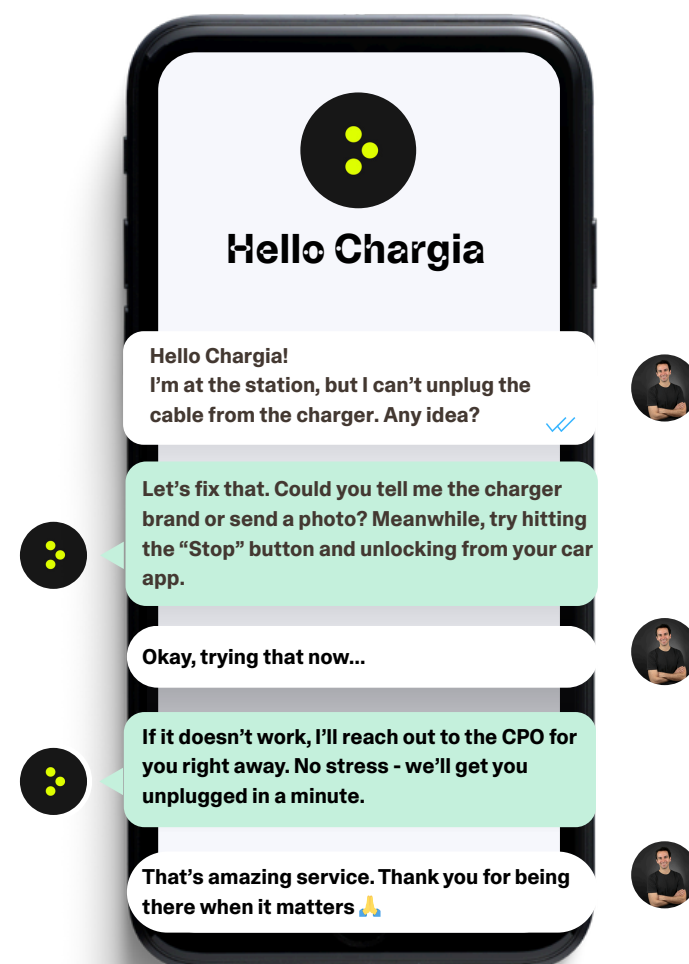 Hello Chargia
Hello Chargia!
I’m at the station, but I can’t unplug the
cable from the charger. Any idea?
Let’s fix that. Could you tell me the charger
brand or send a photo? Meanwhile, try hitting
the “Stop” button and unlocking from your car
app.
Okay, trying that now...
If it doesn’t work, I’ll reach out to the CPO for
you right away. No stress - we’ll get you
unplugged in a minute.
That’s amazing service. Thank you for being
there when it matters 🙏